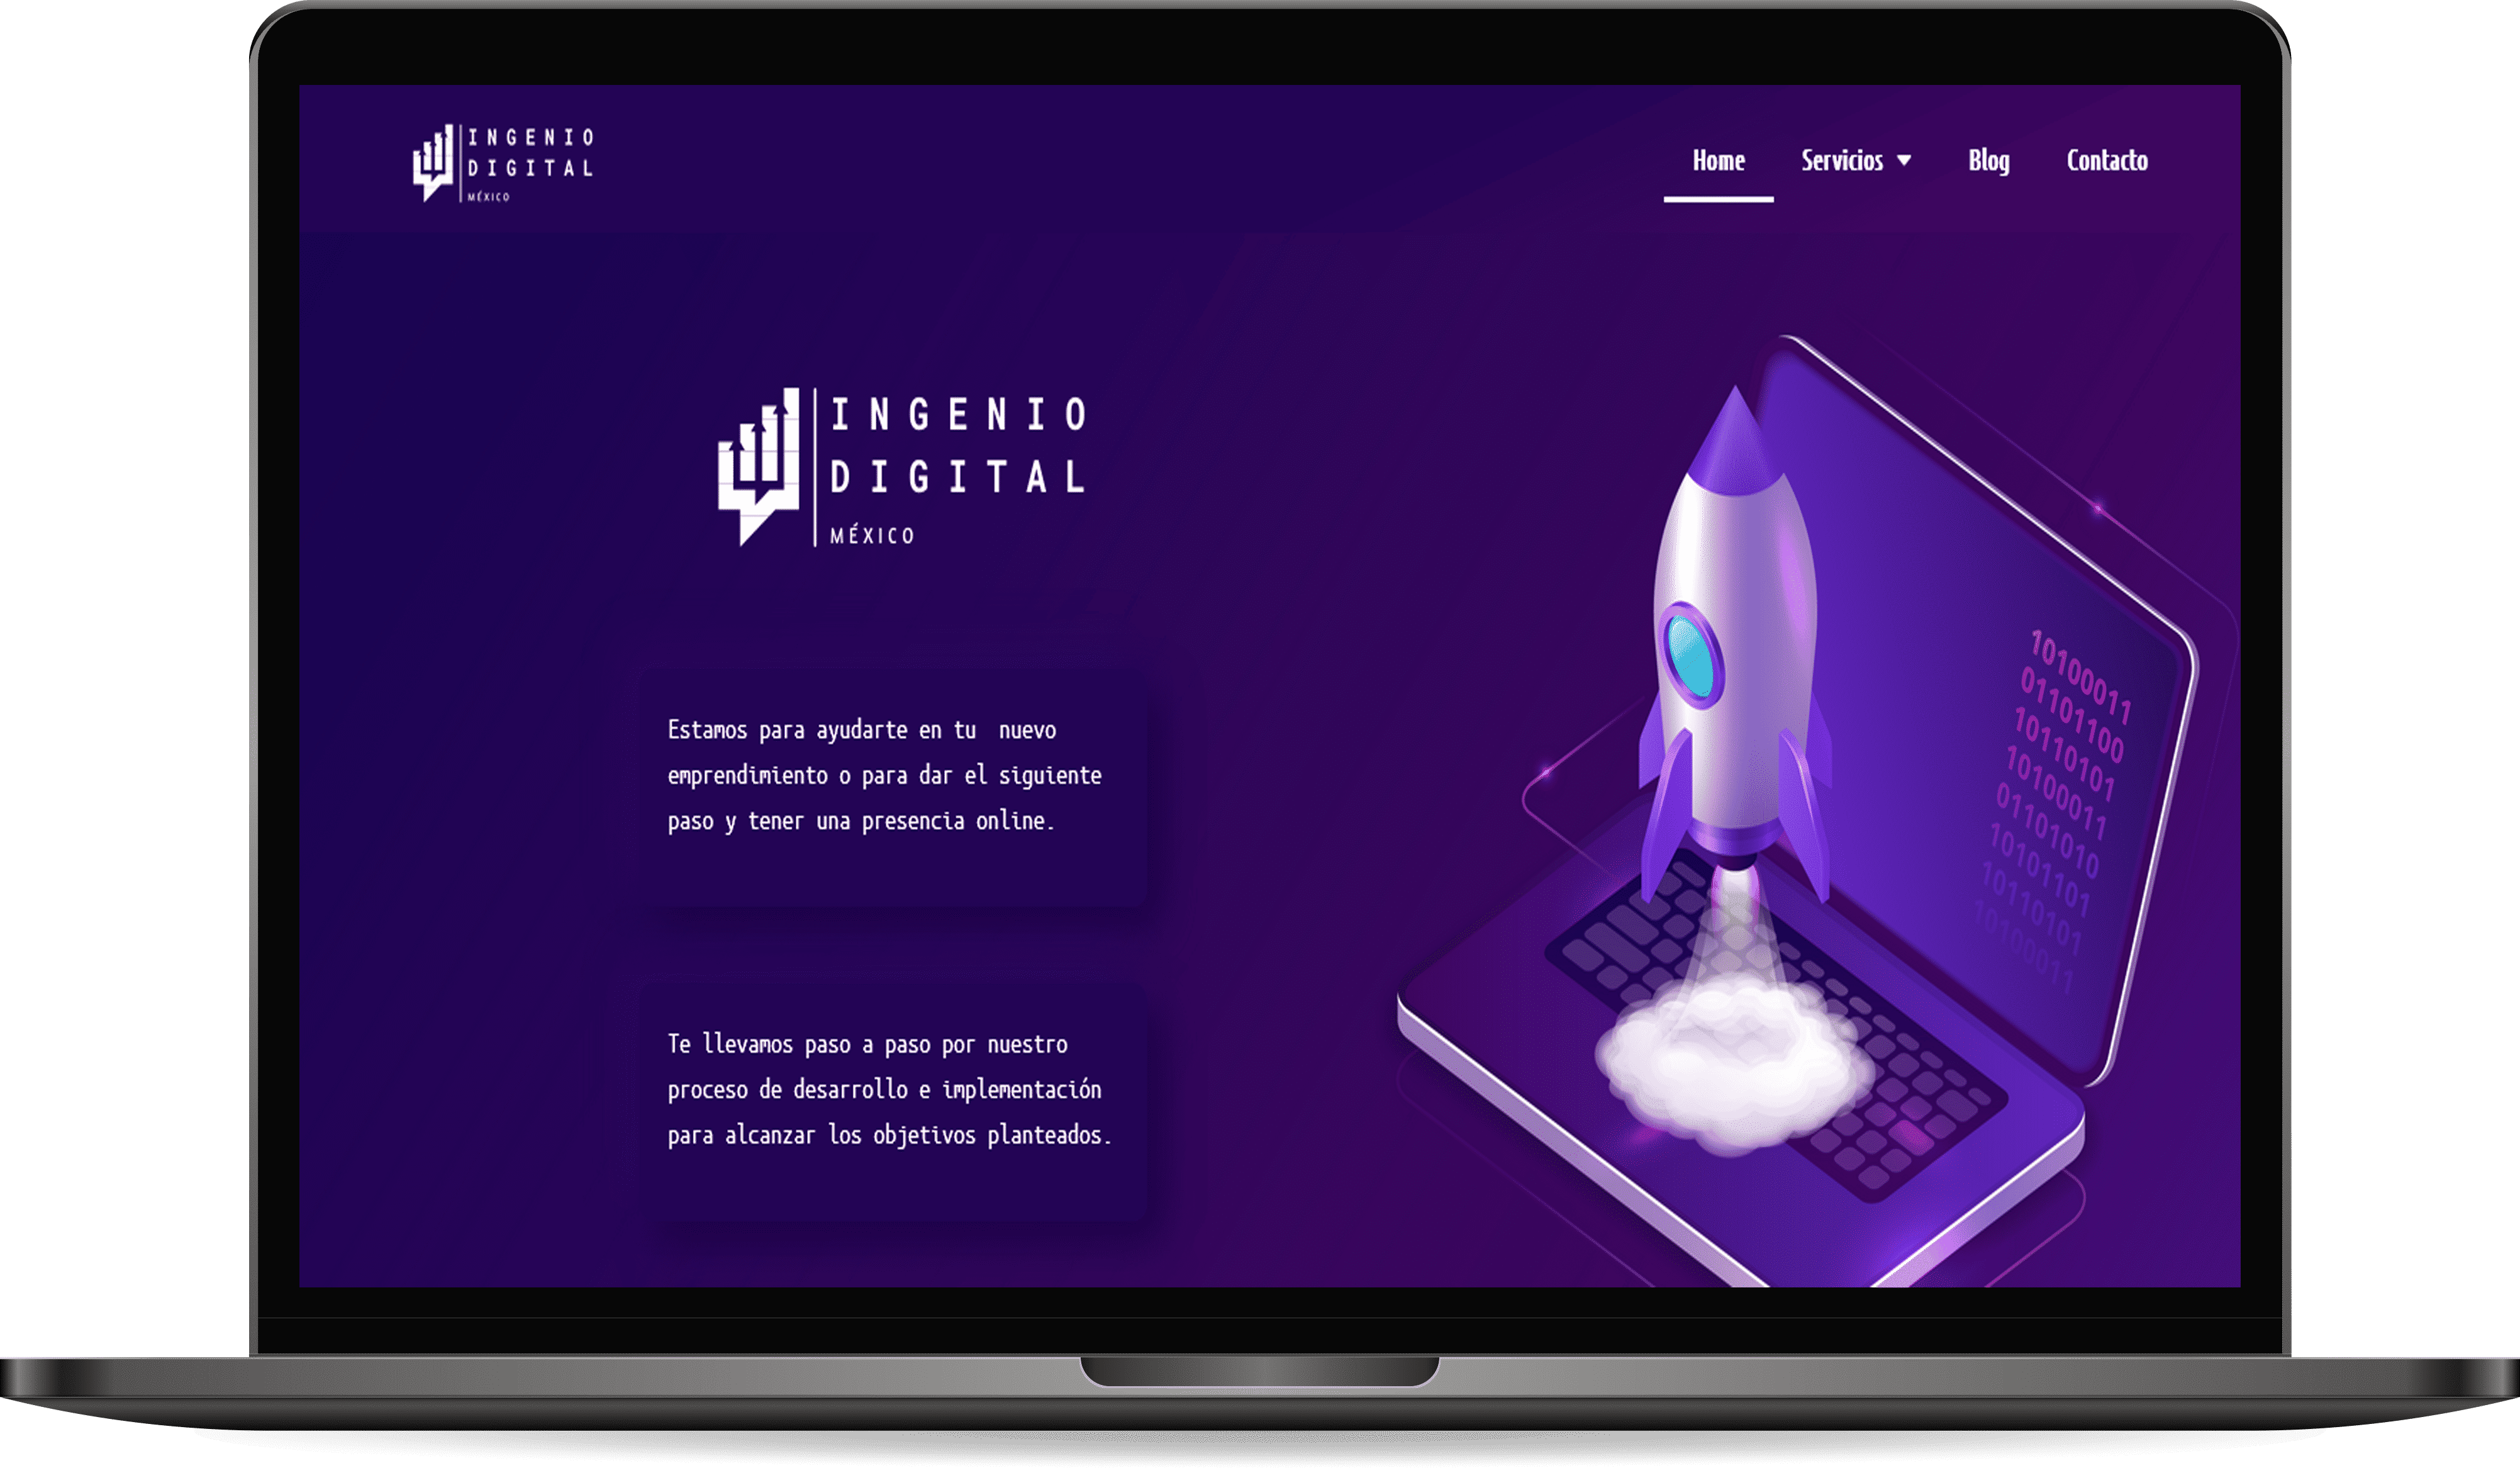 INGENIO
DIGITAL
MÉXICO
Home Servicios Blog Contacto
INGENIO
DIGITAL
MÉXICO
Estamos para ayudarte en tu  nuevo
emprendimiento o para dar el siguiente
paso y tener una presencia online.
Te llevamos paso a paso por nuestro
proceso de desarrollo e implementación
para alcanzar los objetivos planteados.
10100011
01101100
10110101
10100011
01101010
10101101
10110101
10100011